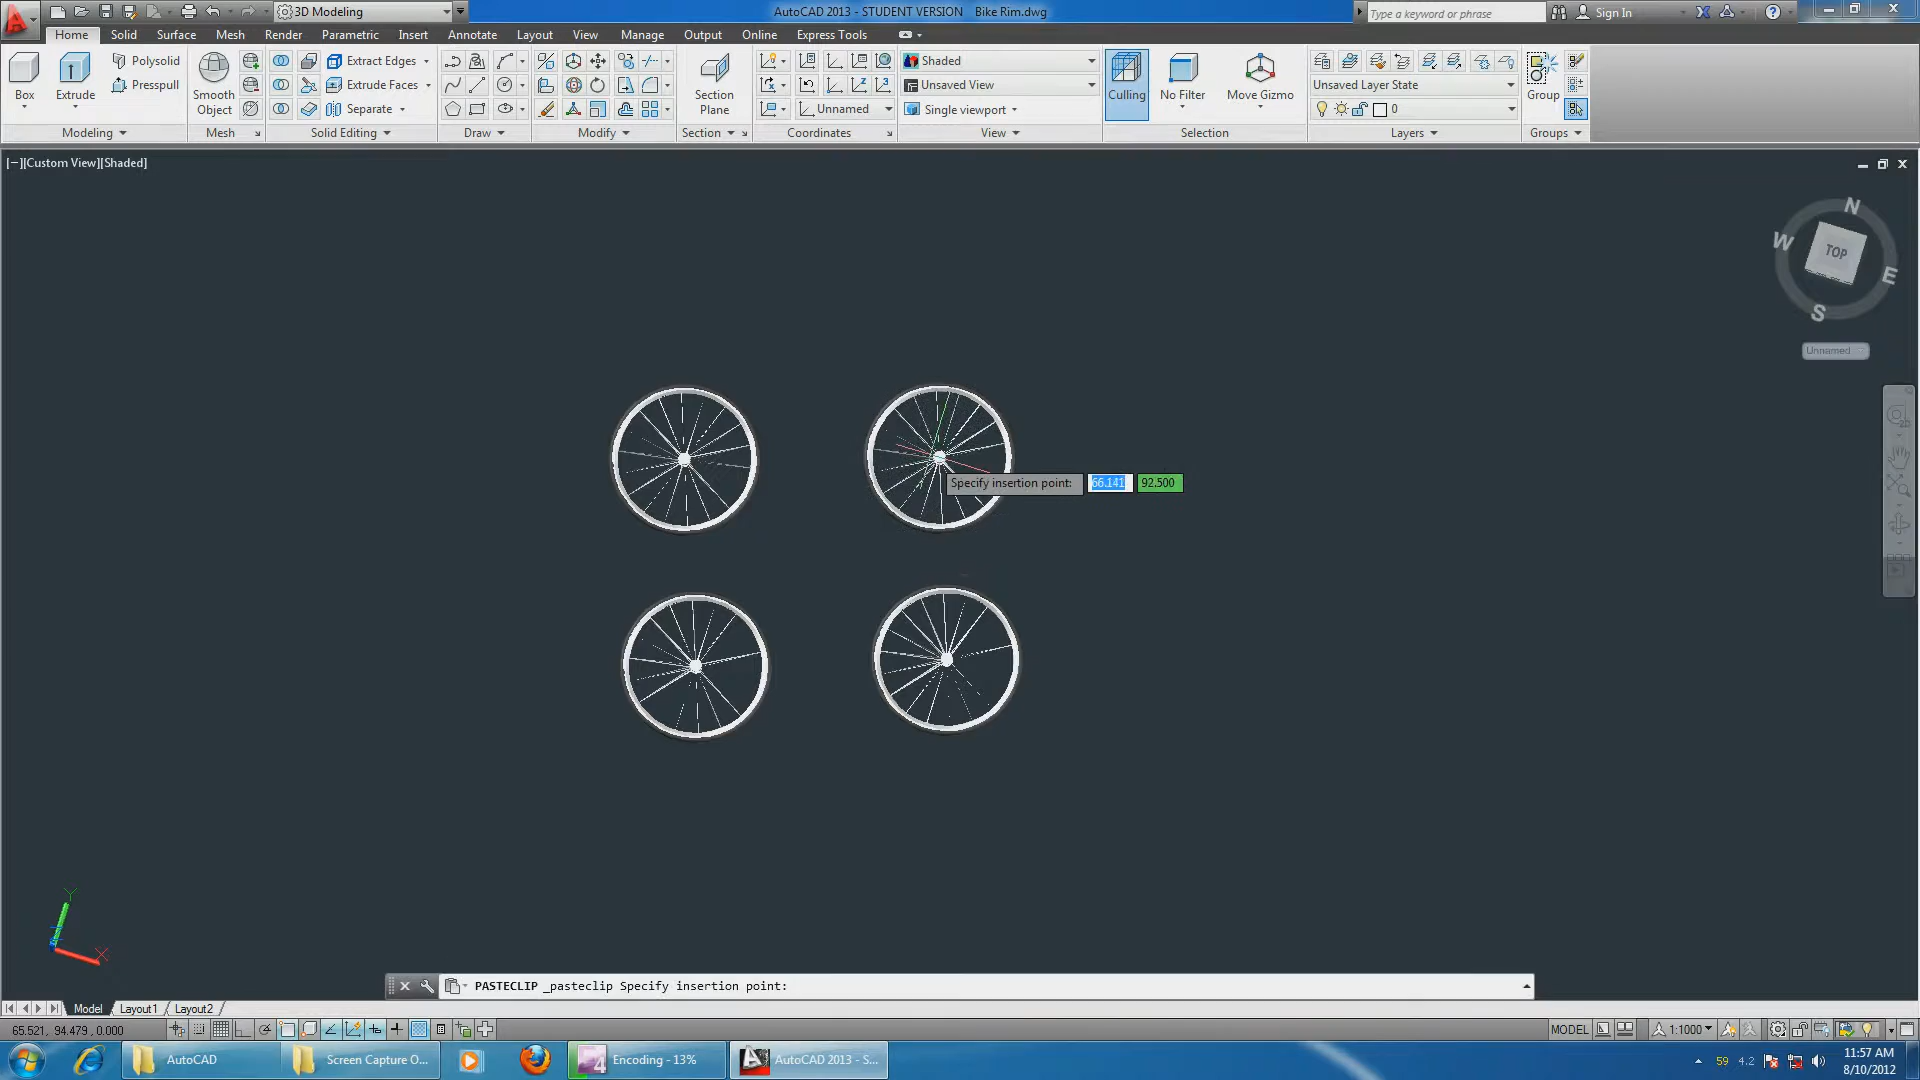 3D Modeling
AutoCAD 2013 - STUDENT VERSION Bike Rim.dwg
Type a keyword or phrase
Sign In
Home Solid Surface Mesh Render Parametric Insert Annotate Layout View Manage Output Online Express Tools
Box
Extrude
Polysolid
Presspull
Smooth
Object
Extract Edges
Extrude Faces
Separate
Section
Plane
Unnamed
Shaded
Unsaved View
Single viewport
Culling
No Filter
Move Gizmo
Unsaved Layer State
0
Group
Modeling
Mesh
Solid Editing
Draw
Modify
Section
Coordinates
View
Selection
Layers
Groups
[−][Custom View][Shaded]
N
W
TOP
E
S
Unnamed
Specify insertion point: 66.141 92.500
Y
X
PASTECLIP _pasteclip Specify insertion point:
Model Layout1 Layout2
65.521, 94.479 , 0.000
MODEL
1:1000
AutoCAD
Screen Capture O...
Encoding - 13%
AutoCAD 2013 - S...
59 4.2
11:57 AM
8/10/2012